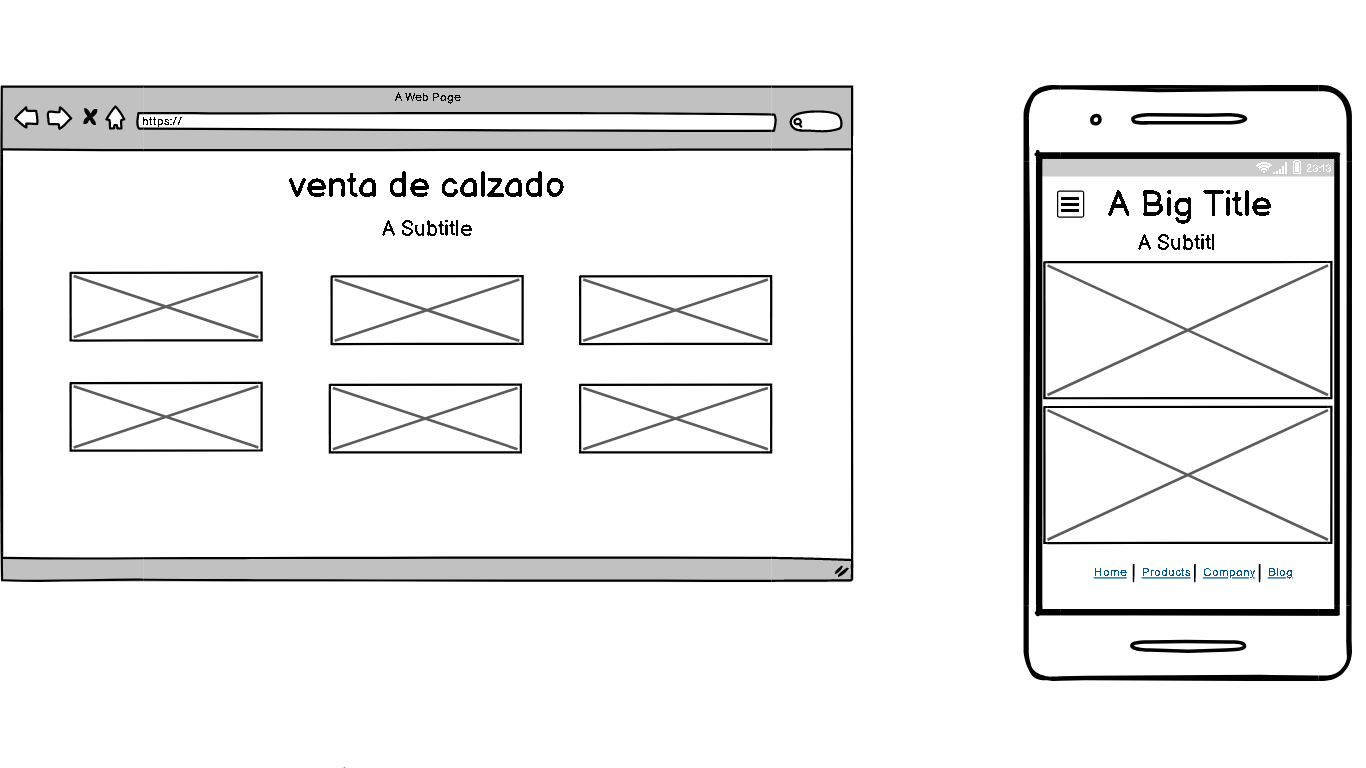 A Web Page
https://
venta de calzado
A Subtitle
23:13
A Big Title
A Subtitl
Home | Products | Company | Blog